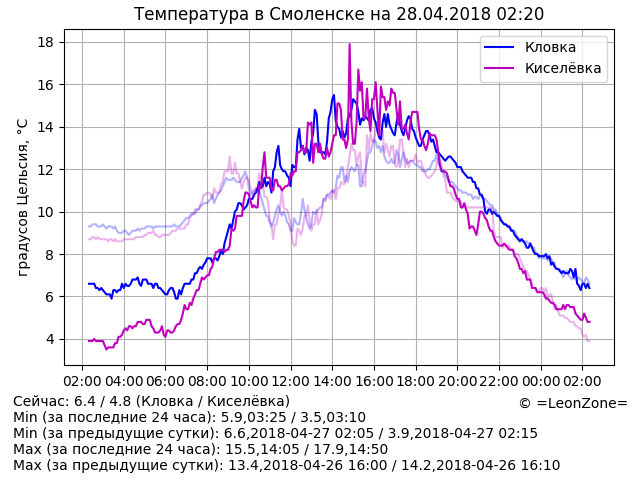 Температура в Смоленске на 28.04.2018 02:20
Кловка
Киселёвка
градусов Цельсия, °C
18
16
14
12
10
8
6
4
02:00 04:00 06:00 08:00 10:00 12:00 14:00 16:00 18:00 20:00 22:00 00:00 02:00
Сейчас: 6.4 / 4.8 (Кловка / Киселёвка)
© =LeonZone=
Min (за последние 24 часа): 5.9,03:25 / 3.5,03:10
Min (за предыдущие сутки): 6.6,2018-04-27 02:05 / 3.9,2018-04-27 02:15
Max (за последние 24 часа): 15.5,14:05 / 17.9,14:50
Max (за предыдущие сутки): 13.4,2018-04-26 16:00 / 14.2,2018-04-26 16:10